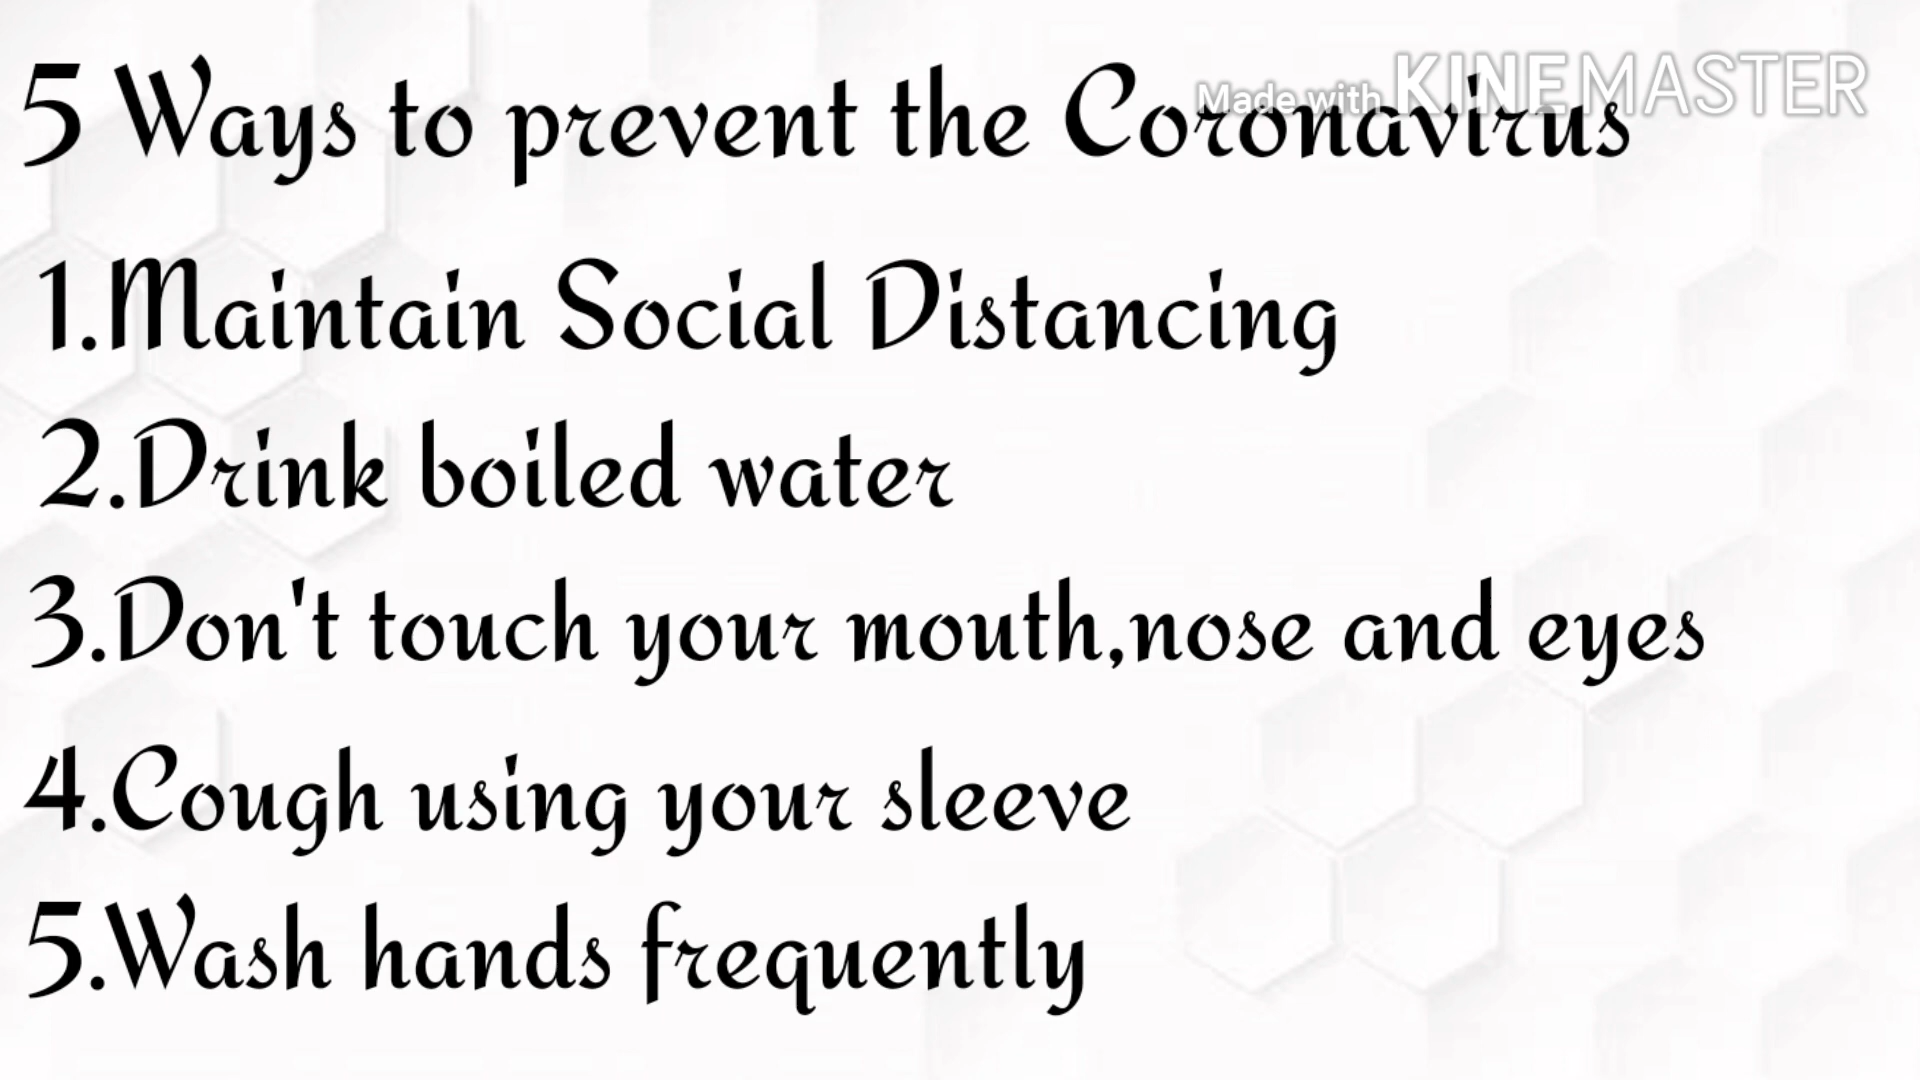 5 Ways to prevent the Coronavirus
Made with KINEMASTER
1.Maintain Social Distancing
2.Drink boiled water
3.Don't touch your mouth,nose and eyes
4.Cough using your sleeve
5.Wash hands frequently